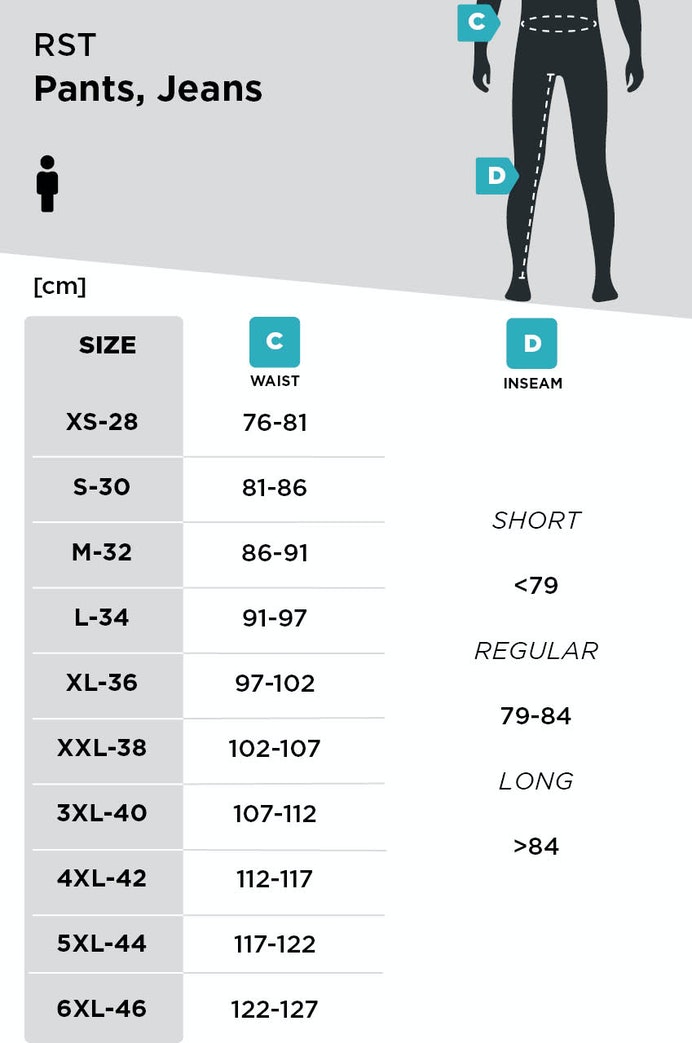 RST
Pants, Jeans
C
D
[cm]
SIZE
C
WAIST
D
INSEAM
XS-28 76-81
S-30 81-86
SHORT
M-32 86-91
<79
L-34 91-97
REGULAR
XL-36 97-102
79-84
XXL-38 102-107
LONG
3XL-40 107-112
>84
4XL-42 112-117
5XL-44 117-122
6XL-46 122-127